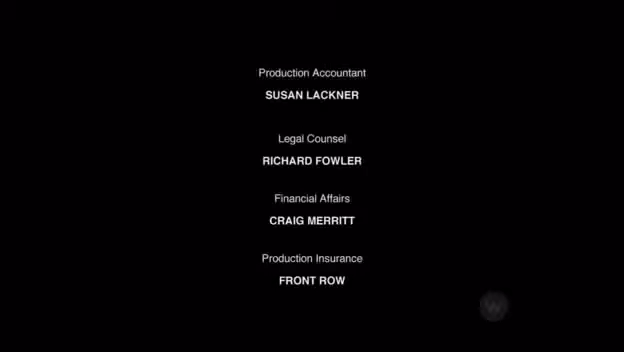 Production Accountant
SUSAN LACKNER
Legal Counsel
RICHARD FOWLER
Financial Affairs
CRAIG MERRITT
Production Insurance
FRONT ROW
W